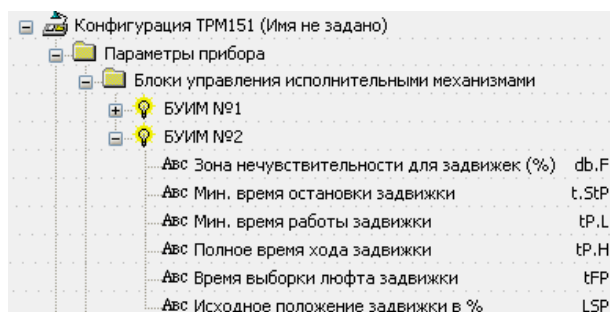 Конфигурация ТРМ151 (Имя не задано)
Параметры прибора
Блоки управления исполнительными механизмами
БУИМ №1
БУИМ №2
Авс Зона нечувствительности для задвижек (%) db.F
Авс Мин. время остановки задвижки t.StP
Авс Мин. время работы задвижки tP.L
Авс Полное время хода задвижки tP.H
Авс Время выборки люфта задвижки tFP
Авс Исходное положение задвижки в % LSP